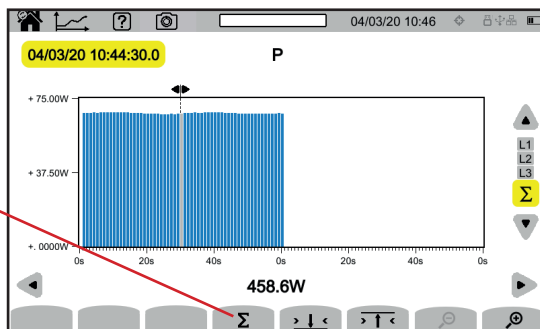 ?
04/03/20 10:46
04/03/20 10:44:30.0
P
+ 75.00W
+ 37.50W
+. 0000W
0s 20s 40s 0s 20s 40s 0s
L1
L2
L3
Σ
458.6W
Σ